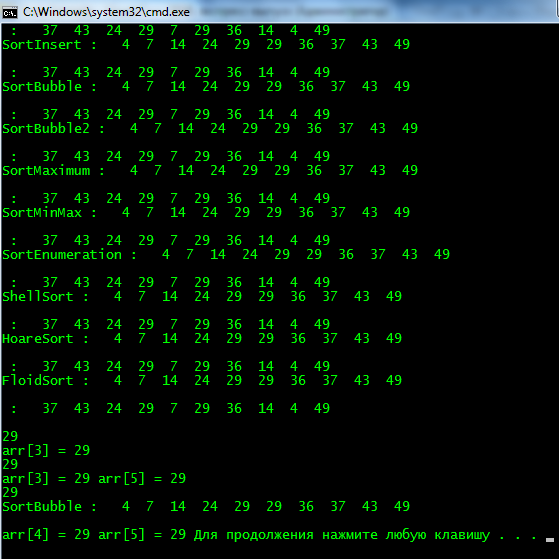 C:\Windows\system32\cmd.exe
: 37 43 24 29 7 29 36 14 4 49
SortInsert : 4 7 14 24 29 29 36 37 43 49
: 37 43 24 29 7 29 36 14 4 49
SortBubble : 4 7 14 24 29 29 36 37 43 49
: 37 43 24 29 7 29 36 14 4 49
SortBubble2 : 4 7 14 24 29 29 36 37 43 49
: 37 43 24 29 7 29 36 14 4 49
SortMaximum : 4 7 14 24 29 29 36 37 43 49
: 37 43 24 29 7 29 36 14 4 49
SortMinMax : 4 7 14 24 29 29 36 37 43 49
: 37 43 24 29 7 29 36 14 4 49
SortEnumeration : 4 7 14 24 29 29 36 37 43 49
: 37 43 24 29 7 29 36 14 4 49
ShellSort : 4 7 14 24 29 29 36 37 43 49
: 37 43 24 29 7 29 36 14 4 49
HoareSort : 4 7 14 24 29 29 36 37 43 49
: 37 43 24 29 7 29 36 14 4 49
FloidSort : 4 7 14 24 29 29 36 37 43 49
: 37 43 24 29 7 29 36 14 4 49
29
arr[3] = 29
29
arr[3] = 29 arr[5] = 29
29
SortBubble : 4 7 14 24 29 29 36 37 43 49
arr[4] = 29 arr[5] = 29 Для продолжения нажмите любую клавишу . . .